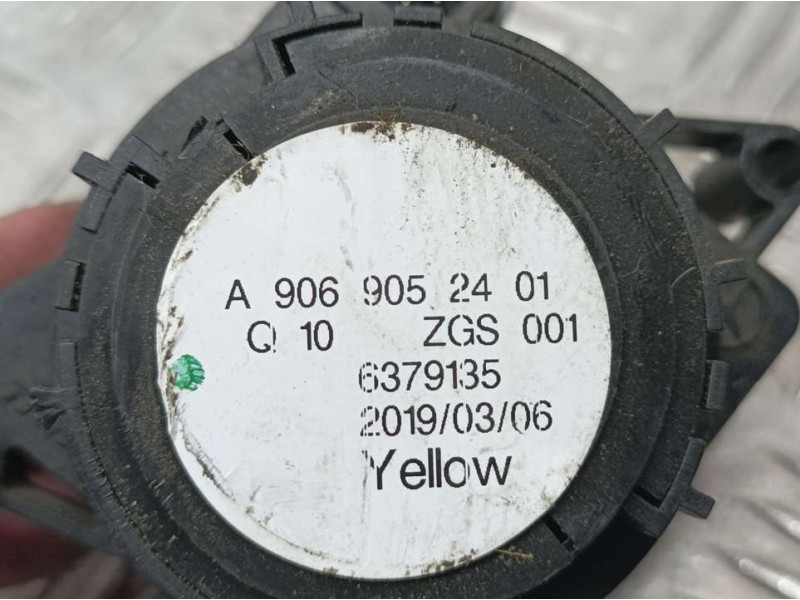 A 906 905 24 01
Q 10 ZGS 001
6379135
2019/03/06
Yellow